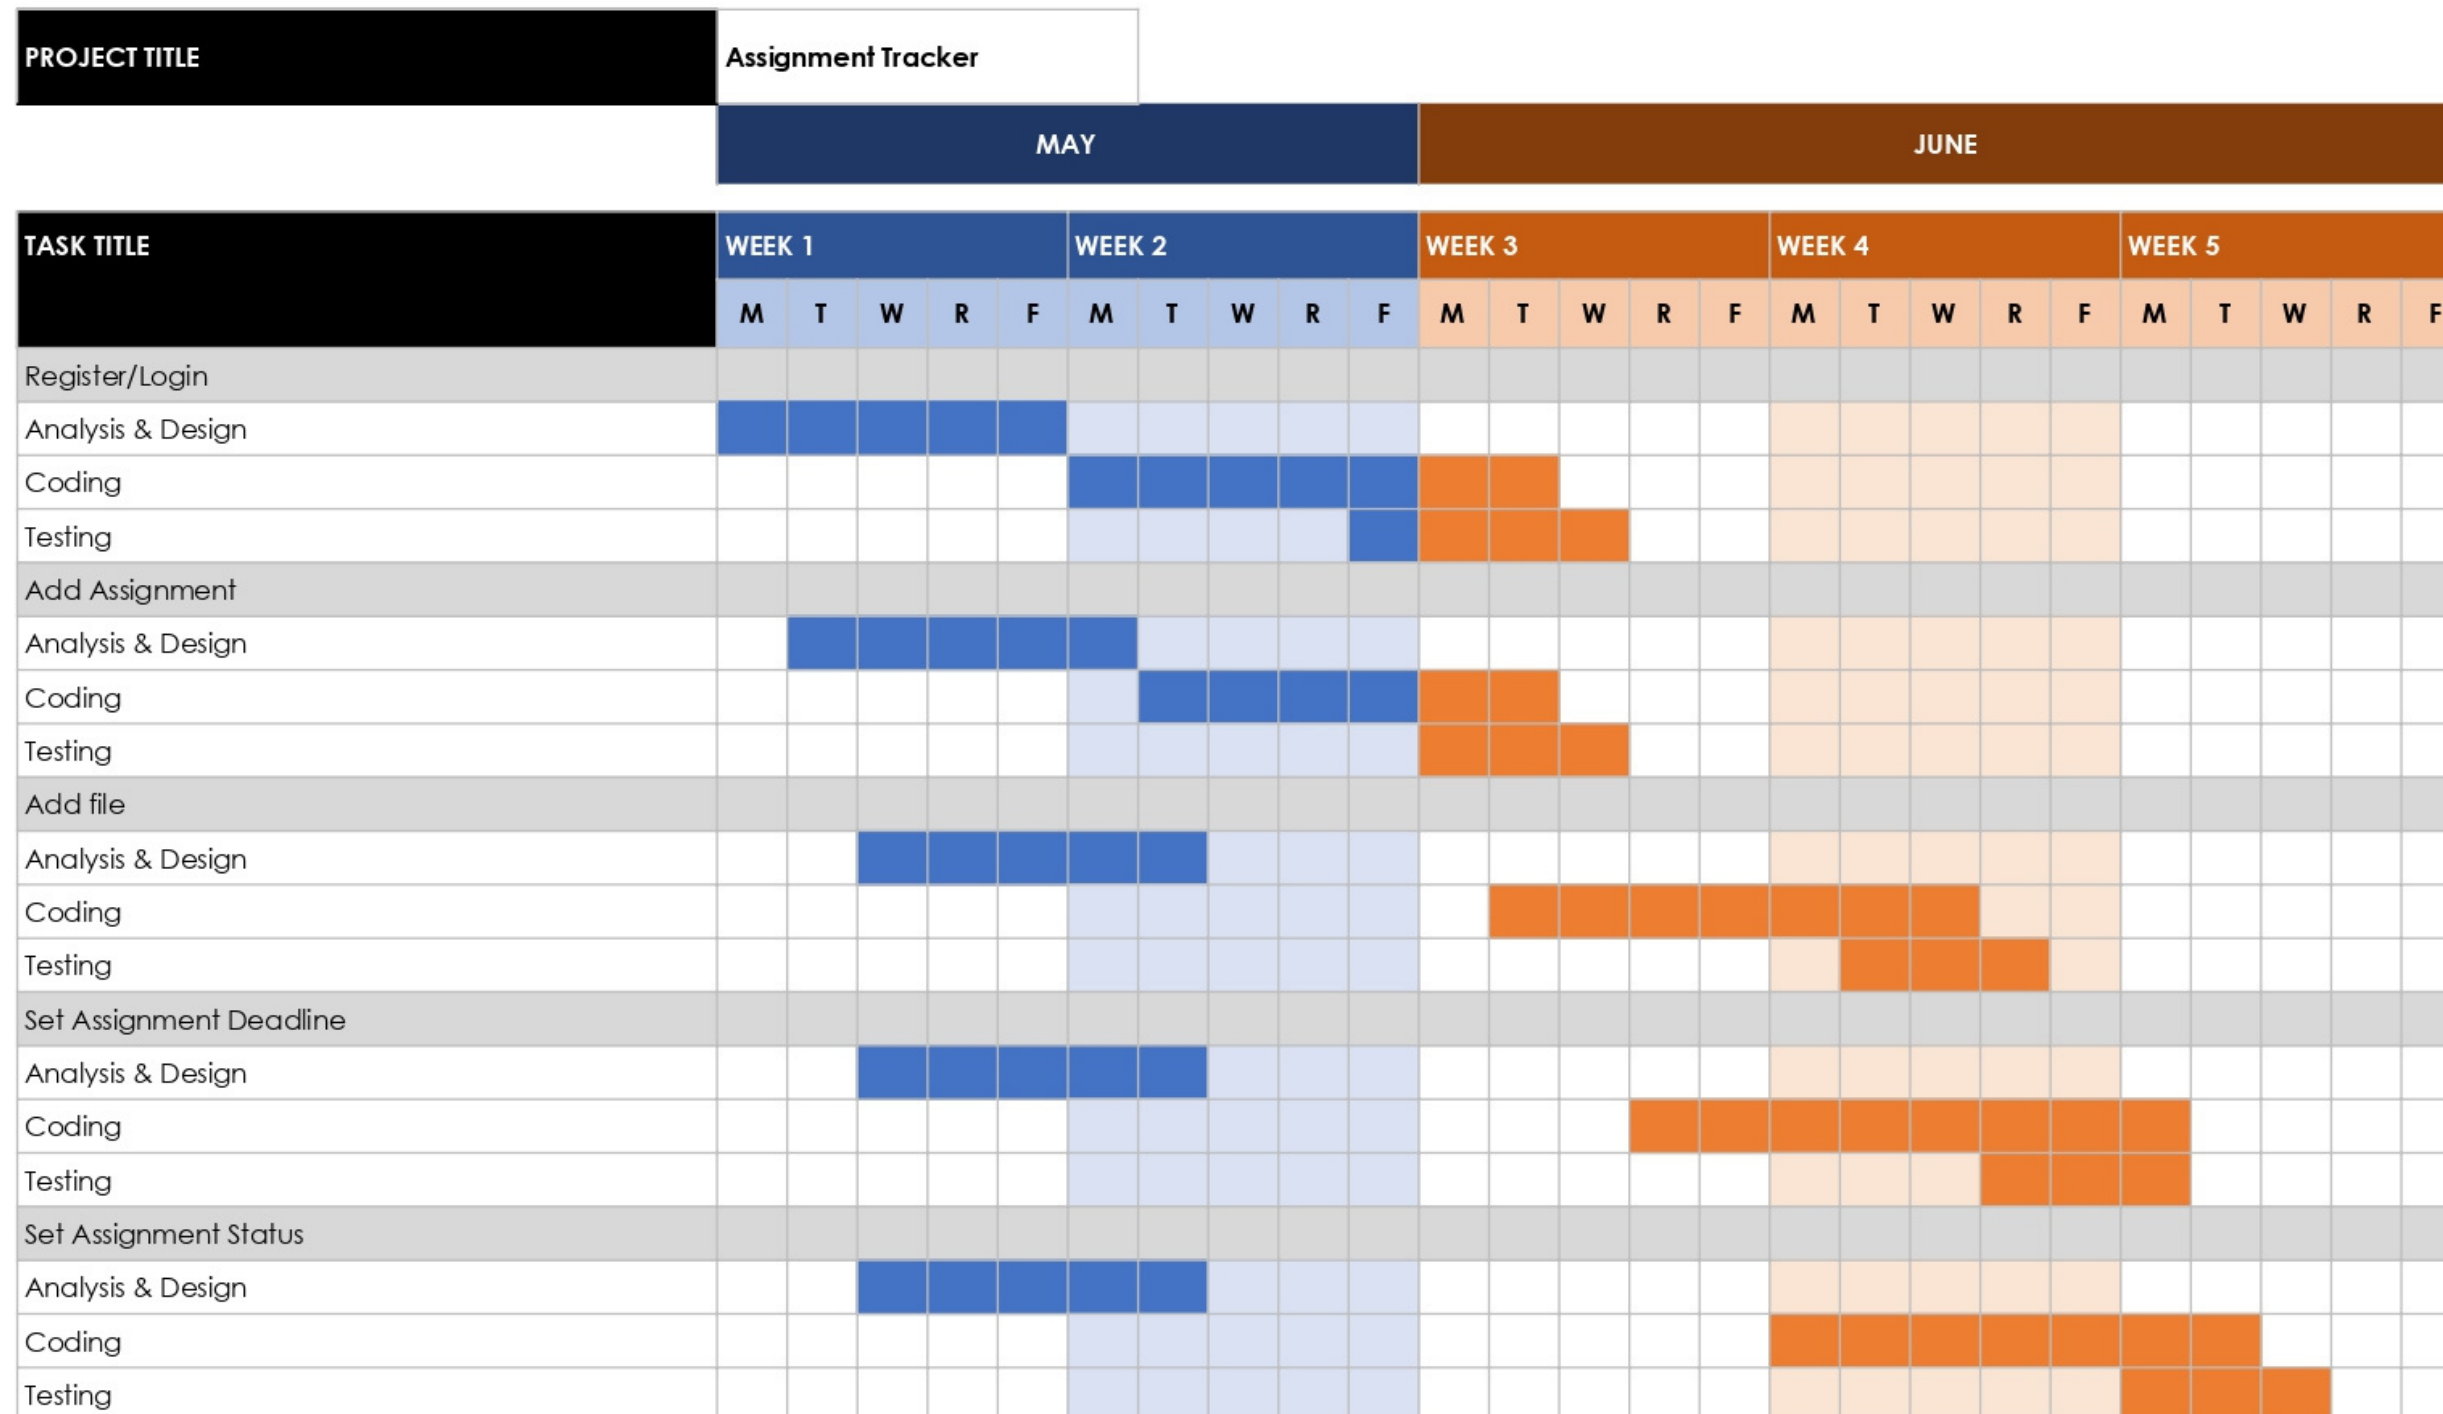 PROJECT TITLE Assignment Tracker
MAY JUNE
TASK TITLE WEEK 1 WEEK 2 WEEK 3 WEEK 4 WEEK 5
M T W R F M T W R F M T W R F M T W R F M T W R F
Register/Login
Analysis & Design
Coding
Testing
Add Assignment
Analysis & Design
Coding
Testing
Add file
Analysis & Design
Coding
Testing
Set Assignment Deadline
Analysis & Design
Coding
Testing
Set Assignment Status
Analysis & Design
Coding
Testing